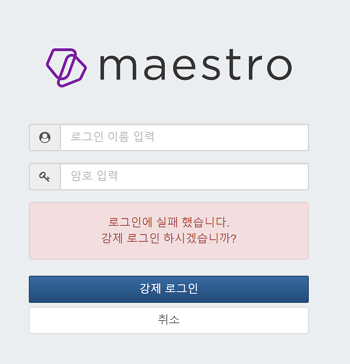 maestro
로그인 이름 입력
암호 입력
로그인에 실패 했습니다.
강제 로그인 하시겠습니까?
강제 로그인
취소